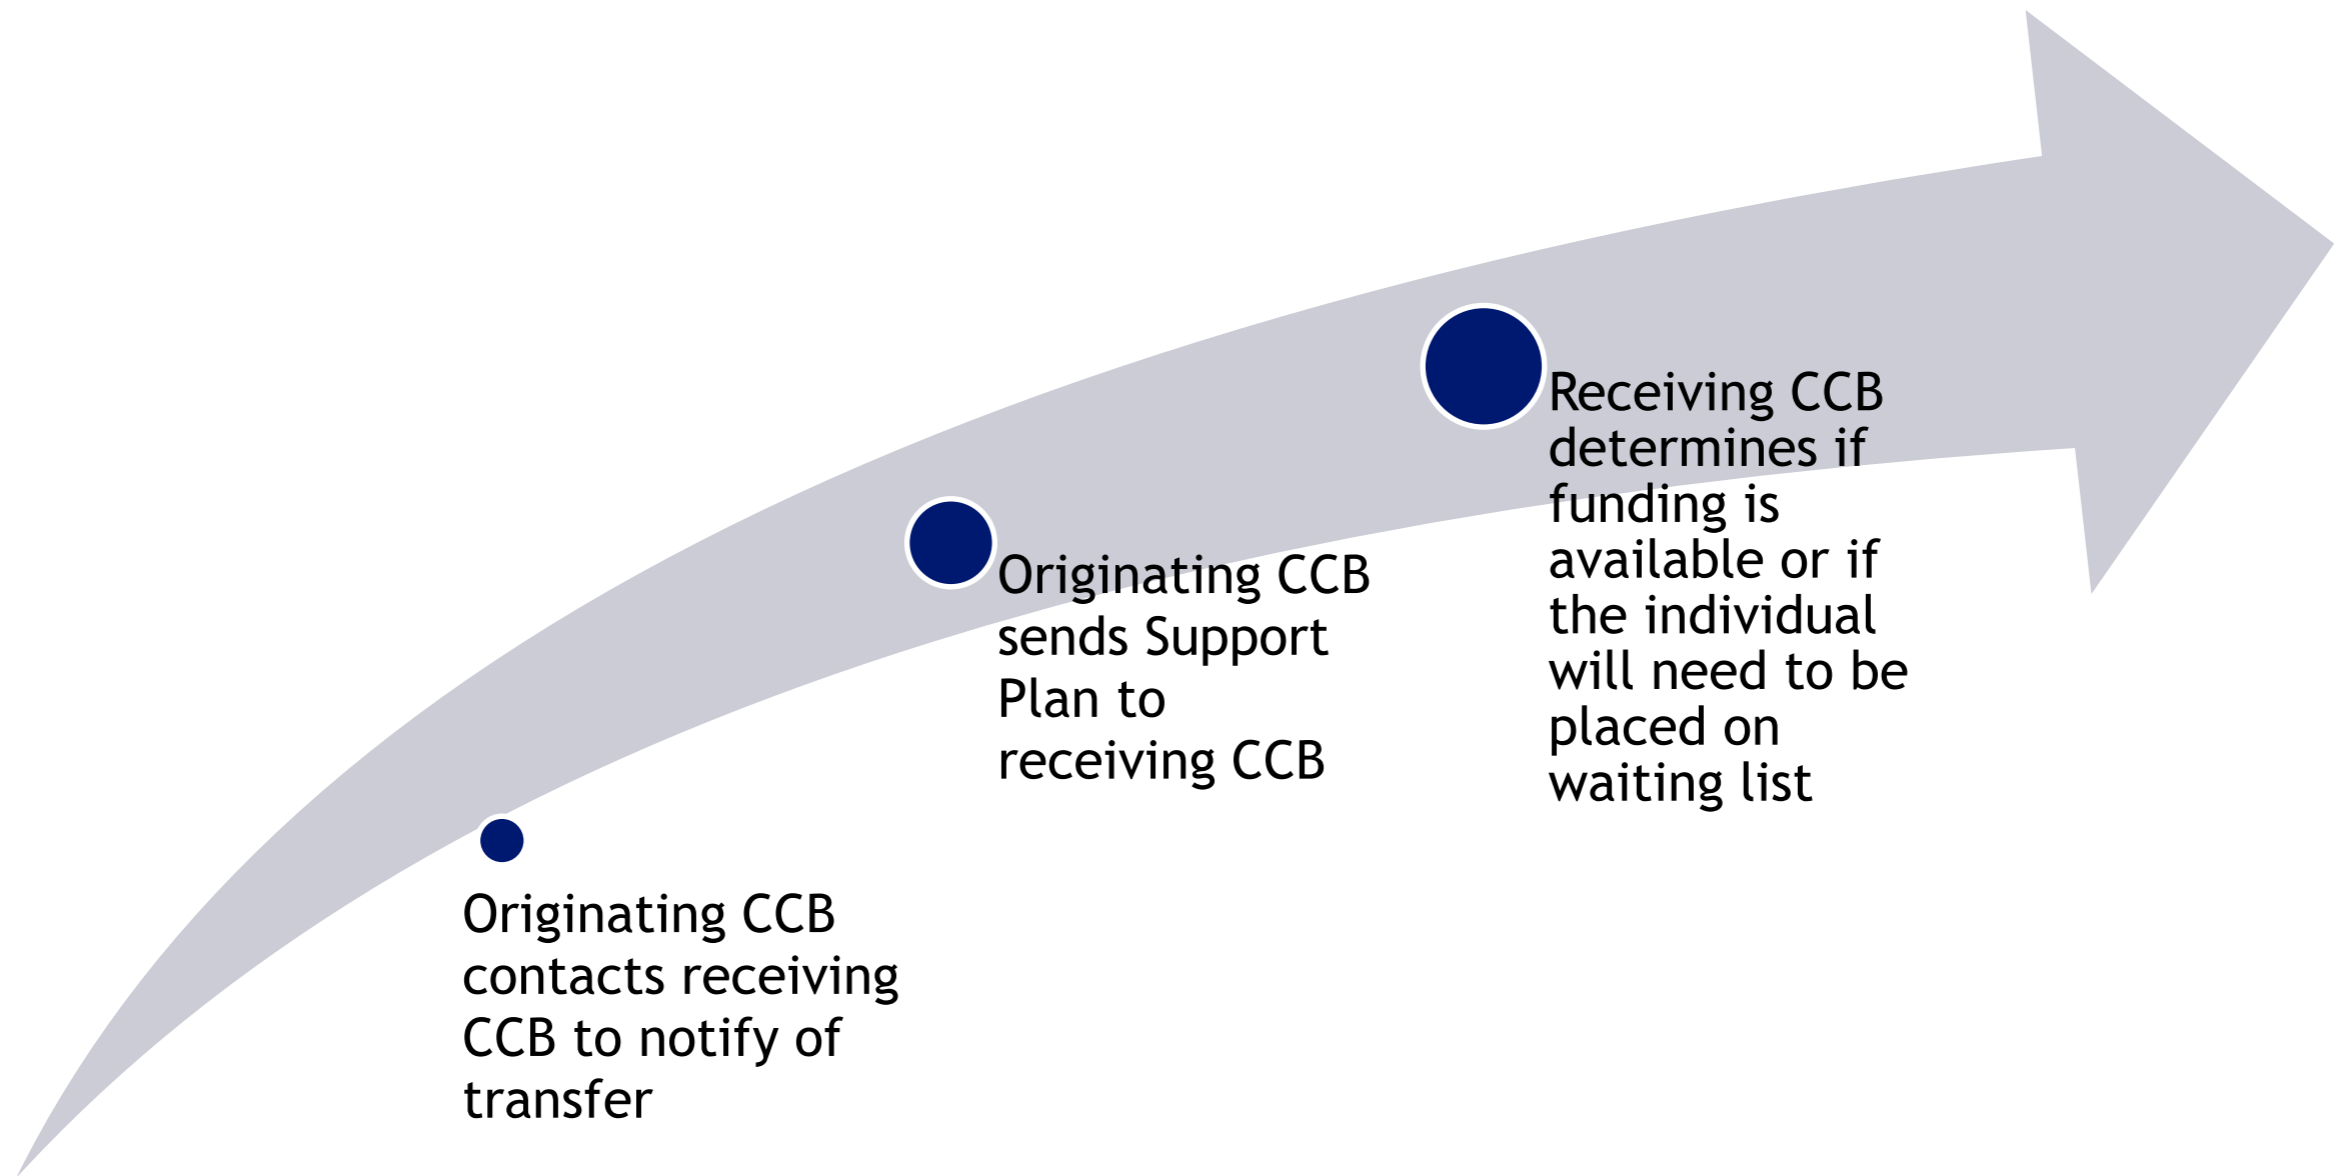 Originating CCB
contacts receiving
CCB to notify of
transfer
Originating CCB
sends Support
Plan to
receiving CCB
Receiving CCB
determines if
funding is
available or if
the individual
will need to be
placed on
waiting list